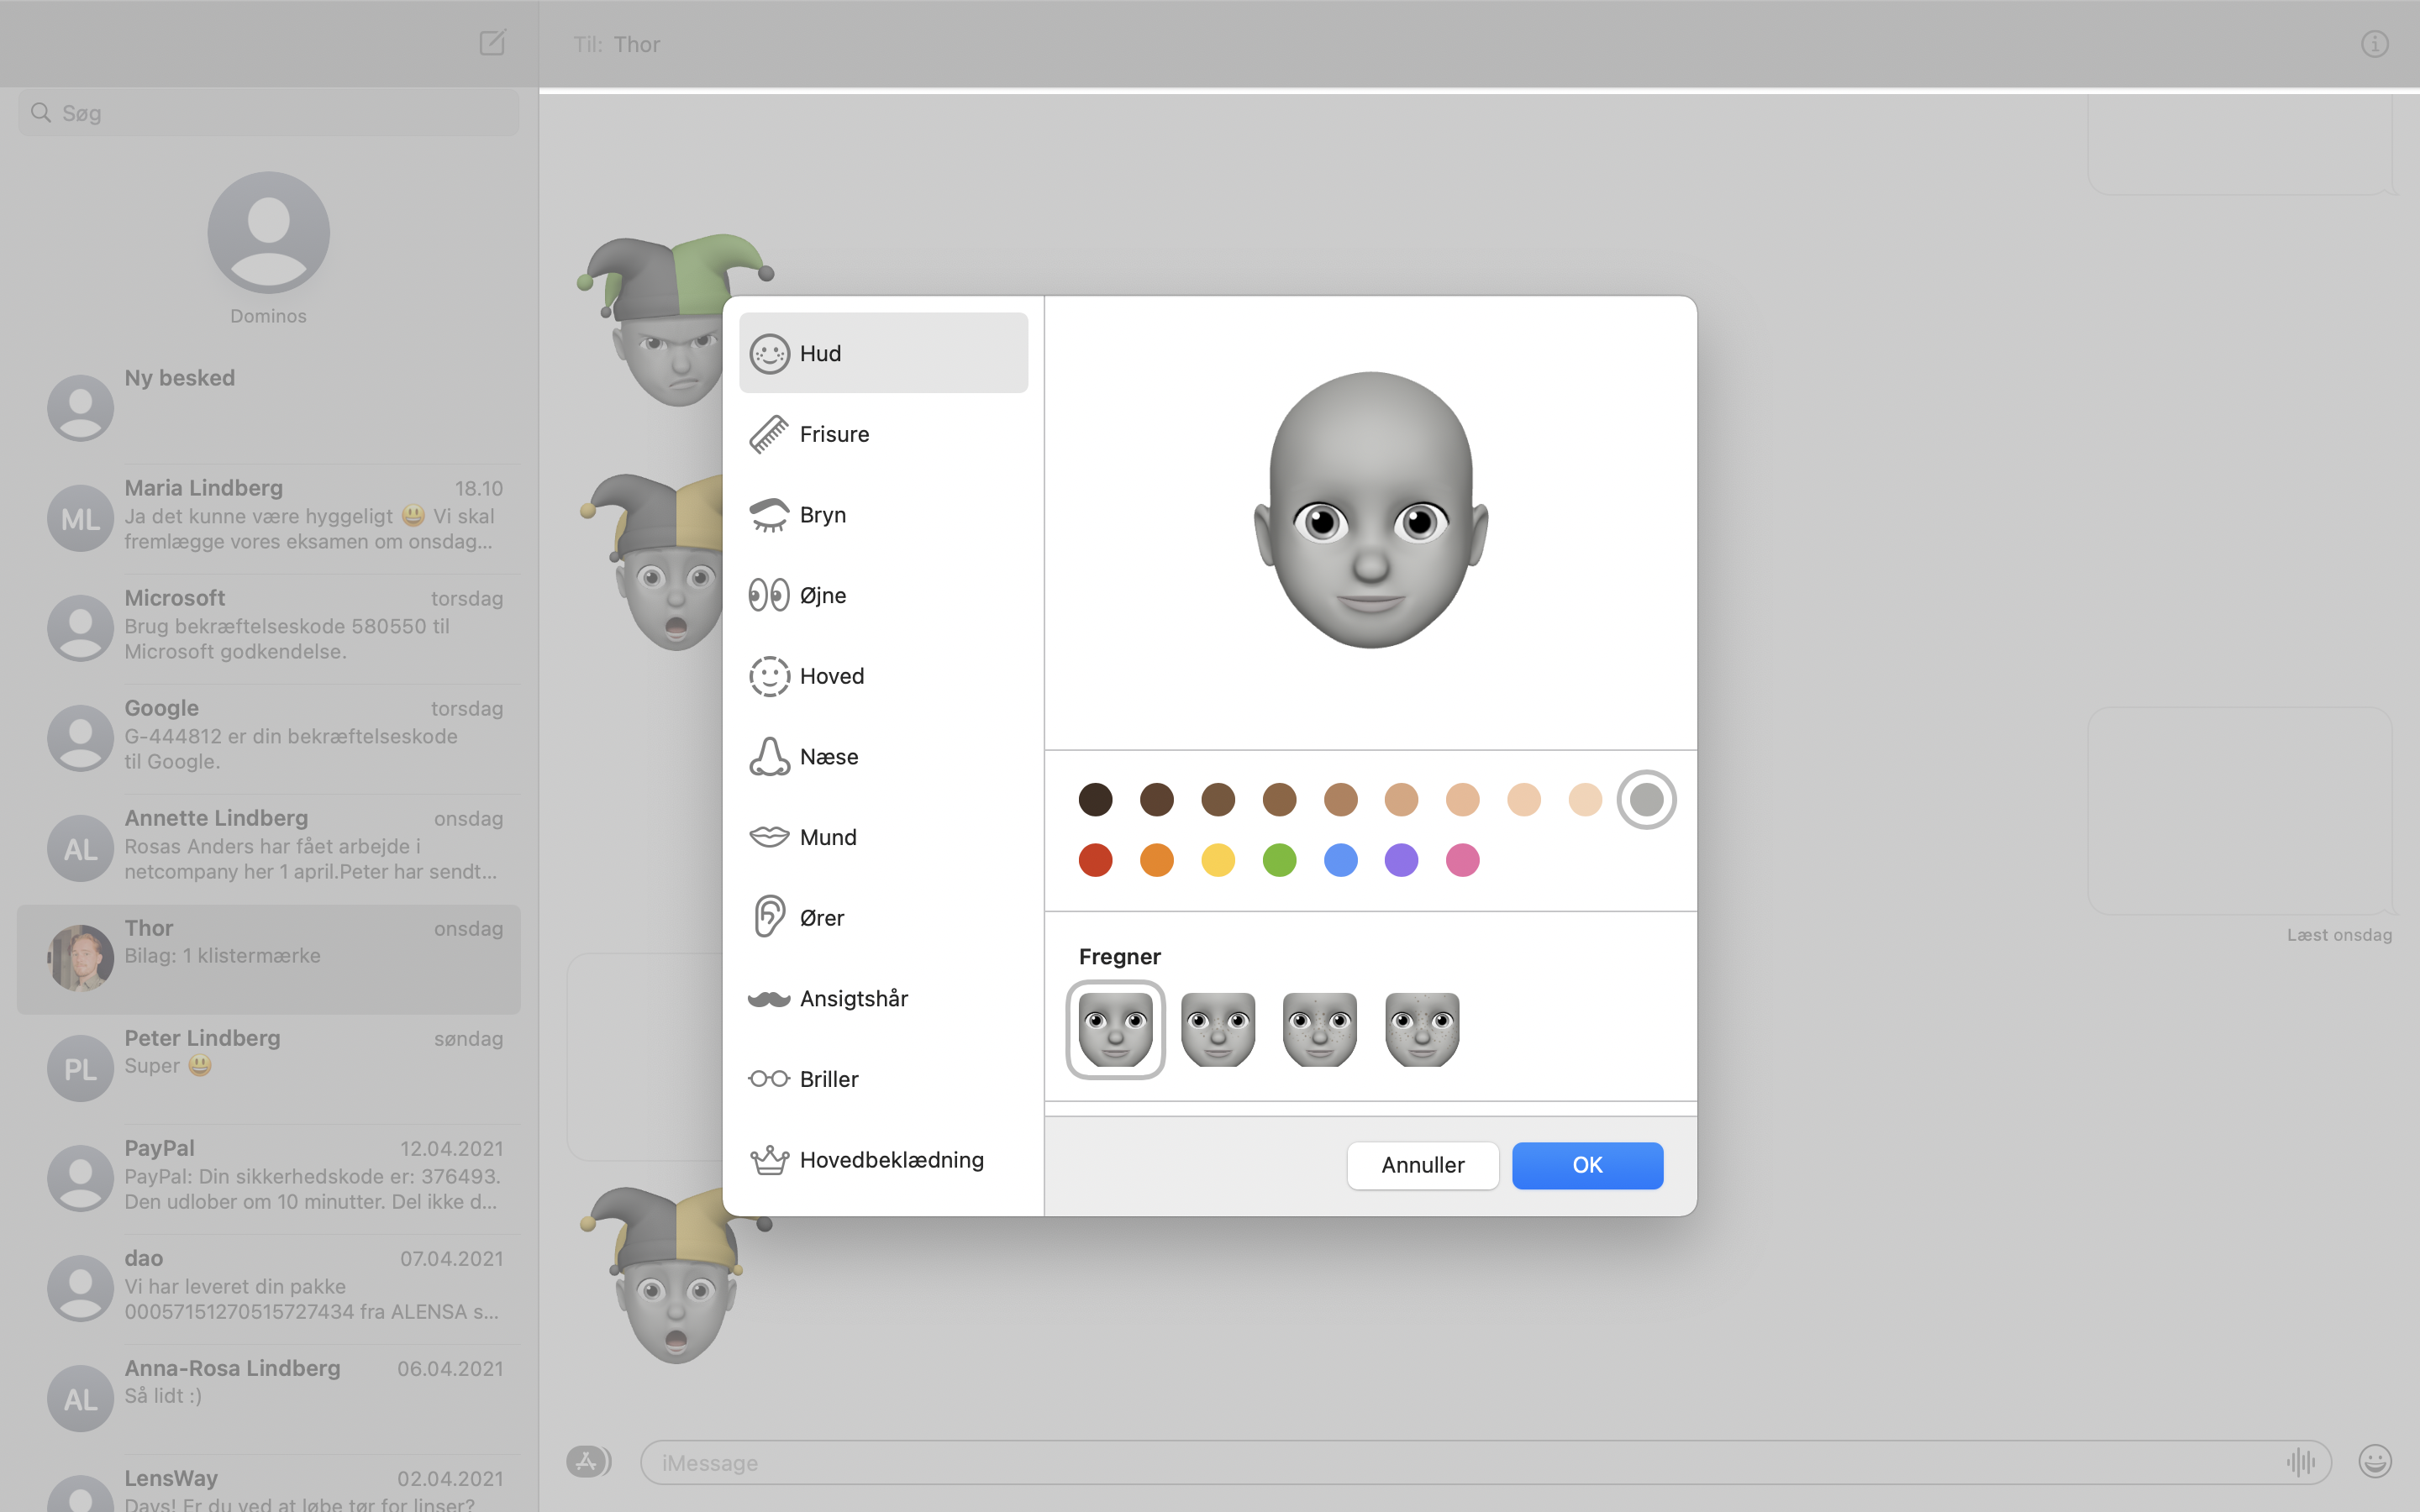 Til: Thor
Søg
Dominos
Ny besked
Maria Lindberg 18.10
Ja det kunne være hyggeligt 😃 Vi skal
fremlægge vores eksamen om onsdag...
Microsoft torsdag
Brug bekræftelseskode 580550 til
Microsoft godkendelse.
Google torsdag
G-444812 er din bekræftelseskode
til Google.
Annette Lindberg onsdag
Rosas Anders har fået arbejde i
netcompany her 1 april.Peter har sendt...
Thor onsdag
Bilag: 1 klistermærke
Peter Lindberg søndag
Super 😃
PayPal 12.04.2021
PayPal: Din sikkerhedskode er: 376493.
Den udlober om 10 minutter. Del ikke d...
dao 07.04.2021
Vi har leveret din pakke
00057151270515727434 fra ALENSA s...
Anna-Rosa Lindberg 06.04.2021
Så lidt :)
LensWay 02.04.2021
Days! Er du ved at løbe tør for linser?
ML
AL
PL
AL
Hud
Frisure
Bryn
Øjne
Hoved
Næse
Mund
Ører
Ansigtshår
Briller
Hovedbeklædning
Fregner
Annuller
OK
Læst onsdag
iMessage